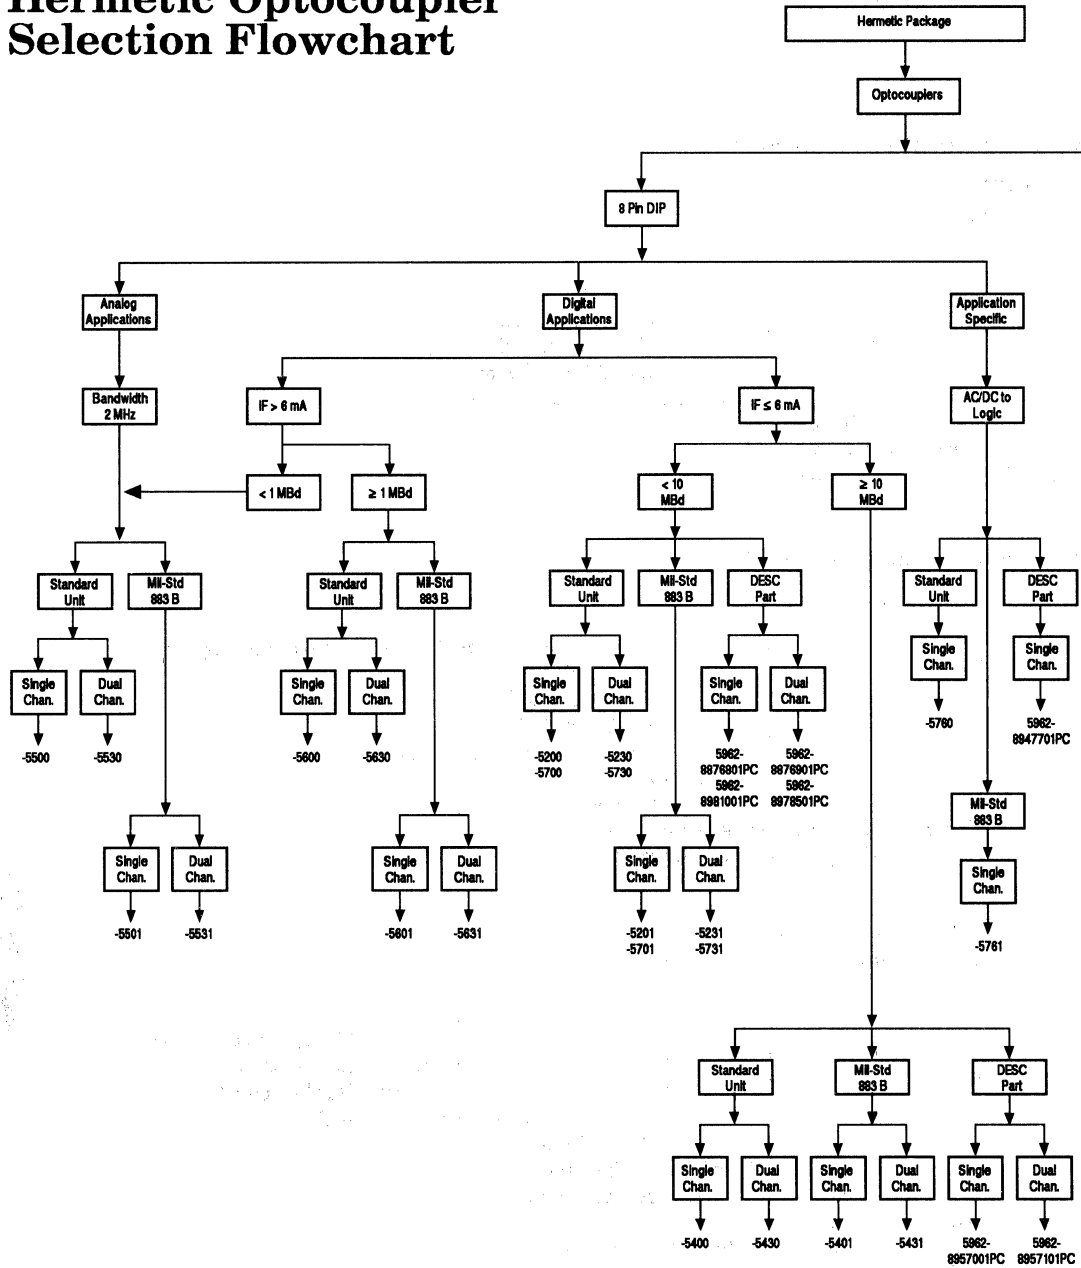 Hermetic Optocoupler
Selection Flowchart
Hermetic Package
Optocouplers
8 Pin DIP
Analog
Applications
Digital
Applications
Application
Specific
Bandwidth
2 MHz
IF > 6 mA
IF ≤ 6 mA
AC/DC to
Logic
< 1 MBd
≥ 1 MBd
< 10
MBd
≥ 10
MBd
Standard
Unit
Mil-Std
883 B
Standard
Unit
Mil-Std
883 B
Standard
Unit
Mil-Std
883 B
DESC
Part
Standard
Unit
DESC
Part
Single
Chan.
Dual
Chan.
Single
Chan.
Dual
Chan.
Single
Chan.
Dual
Chan.
Single
Chan.
Dual
Chan.
Single
Chan.
Single
Chan.
-5500
-5530
-5600
-5630
-5200
-5700
-5230
-5730
5962-
8876801PC
5962-
8981001PC
5962-
8876901PC
5962-
8978501PC
-5760
5962-
8947701PC
Mil-Std
883 B
Single
Chan.
Dual
Chan.
Single
Chan.
Dual
Chan.
Single
Chan.
Dual
Chan.
Single
Chan.
-5501
-5531
-5601
-5631
-5201
-5701
-5231
-5731
-5761
Standard
Unit
Mil-Std
883 B
DESC
Part
Single
Chan.
Dual
Chan.
Single
Chan.
Dual
Chan.
Single
Chan.
Dual
Chan.
-5400
-5430
-5401
-5431
5962-
8957001PC
5962-
8957101PC